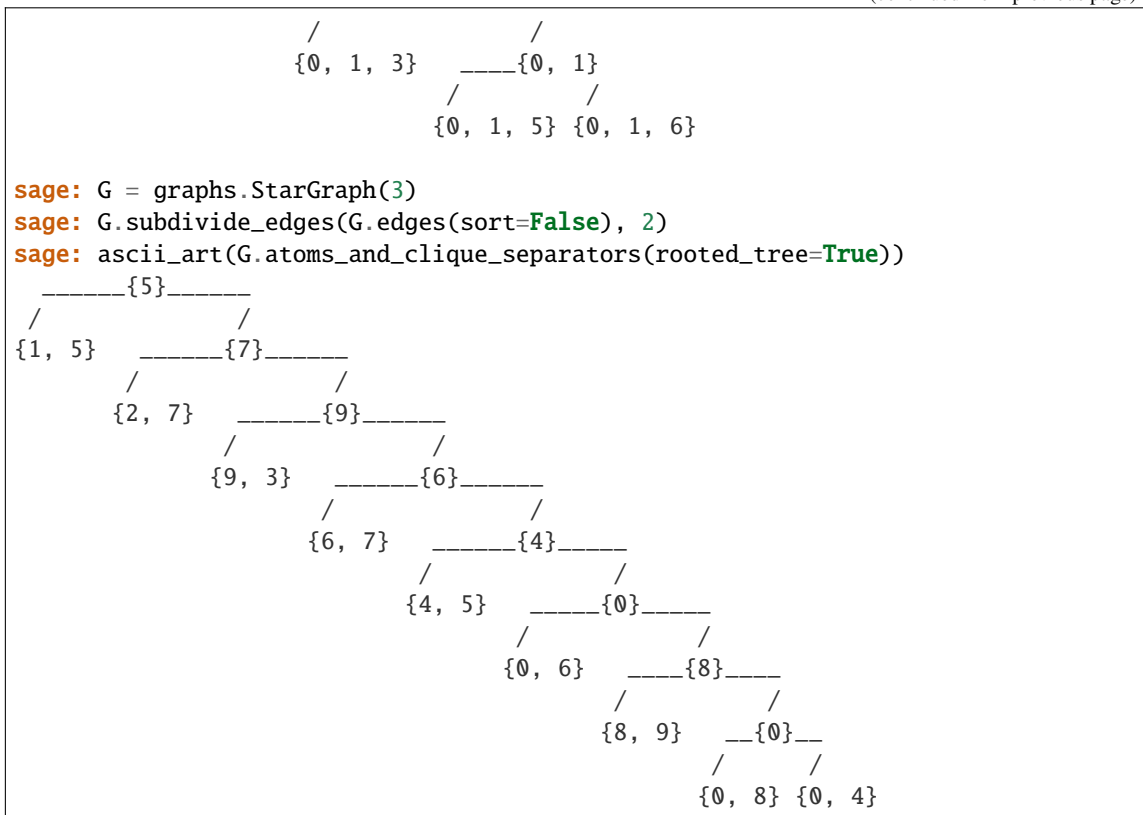 /                 /
{0, 1, 3}   ____{0, 1}
/         /
{0, 1, 5} {0, 1, 6}
sage: G = graphs.StarGraph(3)
sage: G.subdivide_edges(G.edges(sort=False), 2)
sage: ascii_art(G.atoms_and_clique_separators(rooted_tree=True))
  ______{5}______
 /               /
{1, 5}   ______{7}______
        /               /
       {2, 7}   ______{9}______
               /               /
              {9, 3}   ______{6}______
                      /               /
                     {6, 7}   ______{4}_____
                             /              /
                            {4, 5}   _____{0}_____
                                    /             /
                                   {0, 6}   ____{8}____
                                           /           /
                                          {8, 9}   __{0}__
                                                  /      /
                                                 {0, 8} {0, 4}